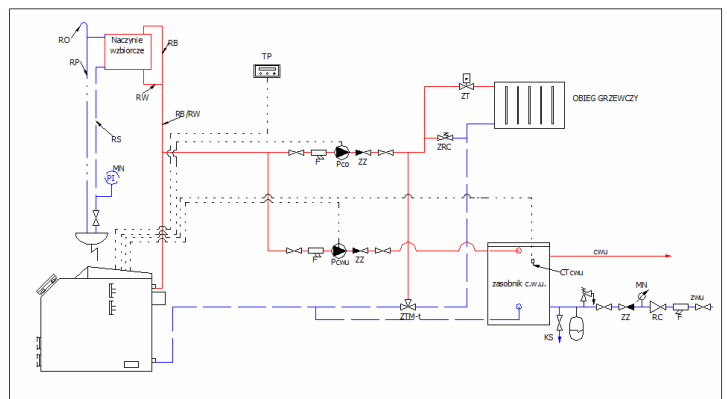 RO
Naczynie
wzbiorcze
RB
RP
RW
RS
RB/RW
TP
ZT
OBIEG GRZEWCZY
ZRC
MN
PI
F
Pco
ZZ
F
Pcwu
ZZ
cwu
CTcwu
zasobnik c.w.u.
ZTM-t
MN
zwu
KS
ZZ
RC
F